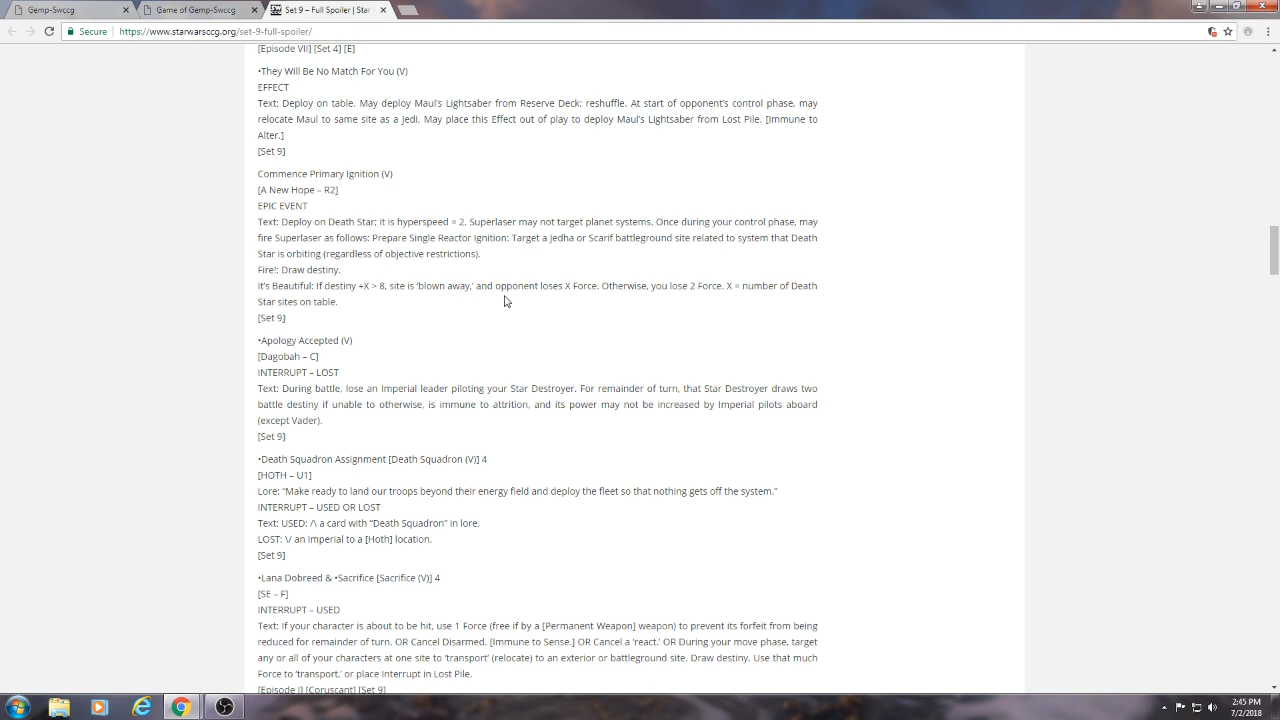 Gemp-Swccg
Game of Gemp-Swccg
Set 9 – Full Spoiler | Star
Secure
https://www.starwarsccg.org/set-9-full-spoiler/
[Episode VII] [Set 4] [E]
•They Will Be No Match For You (V)
EFFECT
Text: Deploy on table. May deploy Maul's Lightsaber from Reserve Deck; reshuffle. At start of opponent's control phase, may
relocate Maul to same site as a Jedi. May place this Effect out of play to deploy Maul's Lightsaber from Lost Pile. [Immune to
Alter.]
[Set 9]
Commence Primary Ignition (V)
[A New Hope – R2]
EPIC EVENT
Text: Deploy on Death Star; it is hyperspeed = 2. Superlaser may not target planet systems. Once during your control phase, may
fire Superlaser as follows: Prepare Single Reactor Ignition: Target a Jedha or Scarif battleground site related to system that Death
Star is orbiting (regardless of objective restrictions).
Fire!: Draw destiny.
It's Beautiful: If destiny +X > 8, site is 'blown away,' and opponent loses X Force. Otherwise, you lose 2 Force. X = number of Death
Star sites on table.
[Set 9]
•Apology Accepted (V)
[Dagobah – C]
INTERRUPT – LOST
Text: During battle, lose an Imperial leader piloting your Star Destroyer. For remainder of turn, that Star Destroyer draws two
battle destiny if unable to otherwise, is immune to attrition, and its power may not be increased by Imperial pilots aboard
(except Vader).
[Set 9]
•Death Squadron Assignment [Death Squadron (V)] 4
[HOTH – U1]
Lore: “Make ready to land our troops beyond their energy field and deploy the fleet so that nothing gets off the system.”
INTERRUPT – USED OR LOST
Text: USED: /\ a card with “Death Squadron” in lore.
LOST: \/ an Imperial to a [Hoth] location.
[Set 9]
•Lana Dobreed & •Sacrifice [Sacrifice (V)] 4
[SE – F]
INTERRUPT – USED
Text: If your character is about to be hit, use 1 Force (free if by a [Permanent Weapon] weapon) to prevent its forfeit from being
reduced for remainder of turn. OR Cancel Disarmed. [Immune to Sense.] OR Cancel a 'react.' OR During your move phase, target
any or all of your characters at one site to 'transport' (relocate) to an exterior or battleground site. Draw destiny. Use that much
Force to 'transport,' or place Interrupt in Lost Pile.
[Episode I] [Coruscant] [Set 9]
2:45 PM
7/2/2018